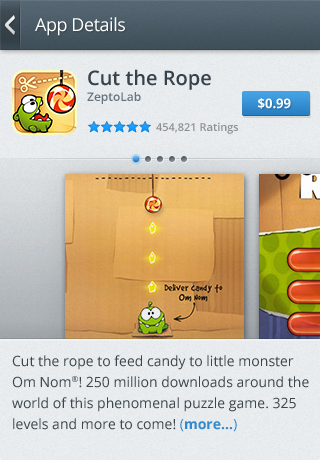 App Details
Cut the Rope
ZeptoLab
$0.99
454,821 Ratings
Deliver candy to
Om Nom
Cut the rope to feed candy to little monster
Om Nom®! 250 million downloads around the
world of this phenomenal puzzle game. 325
levels and more to come! (more...)